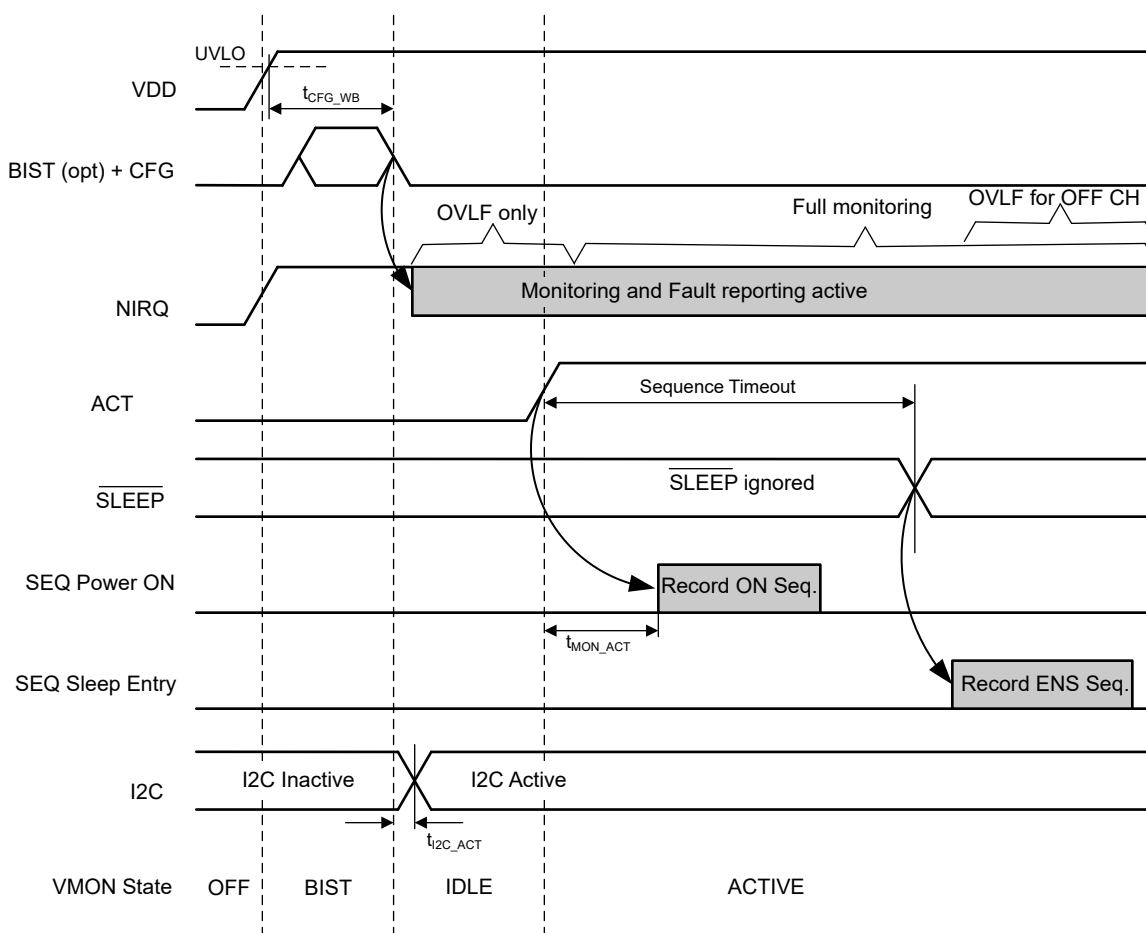 UVLO
VDD
tCFG_WB
BIST (opt) + CFG
OVLF only
Full monitoring
OVLF for OFF CH
NIRQ
Monitoring and Fault reporting active
ACT
Sequence Timeout
SLEEP
SLEEP ignored
SEQ Power ON
Record ON Seq.
tMON_ACT
SEQ Sleep Entry
Record ENS Seq.
I2C
I2C Inactive
I2C Active
tI2C_ACT
VMON State
OFF
BIST
IDLE
ACTIVE